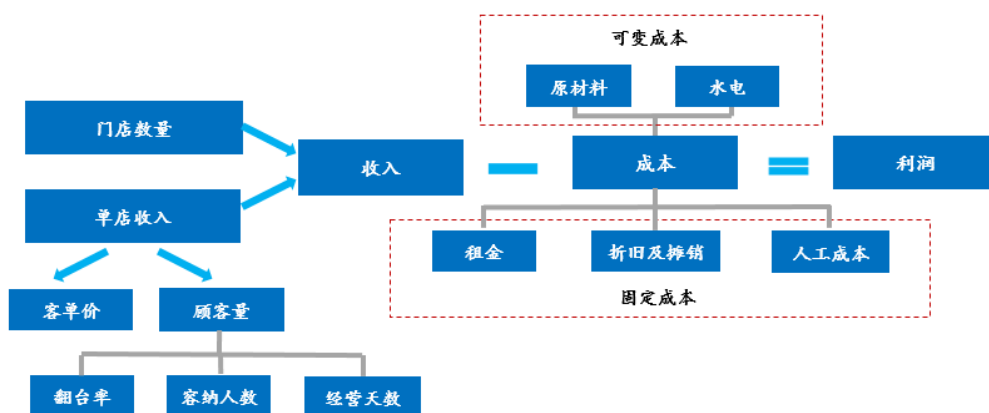 可变成本
原材料
水电
门店数量
收入
成本
利润
单店收入
租金
折旧及摊销
人工成本
固定成本
客单价
顾客量
翻台率
容纳人数
经营天数